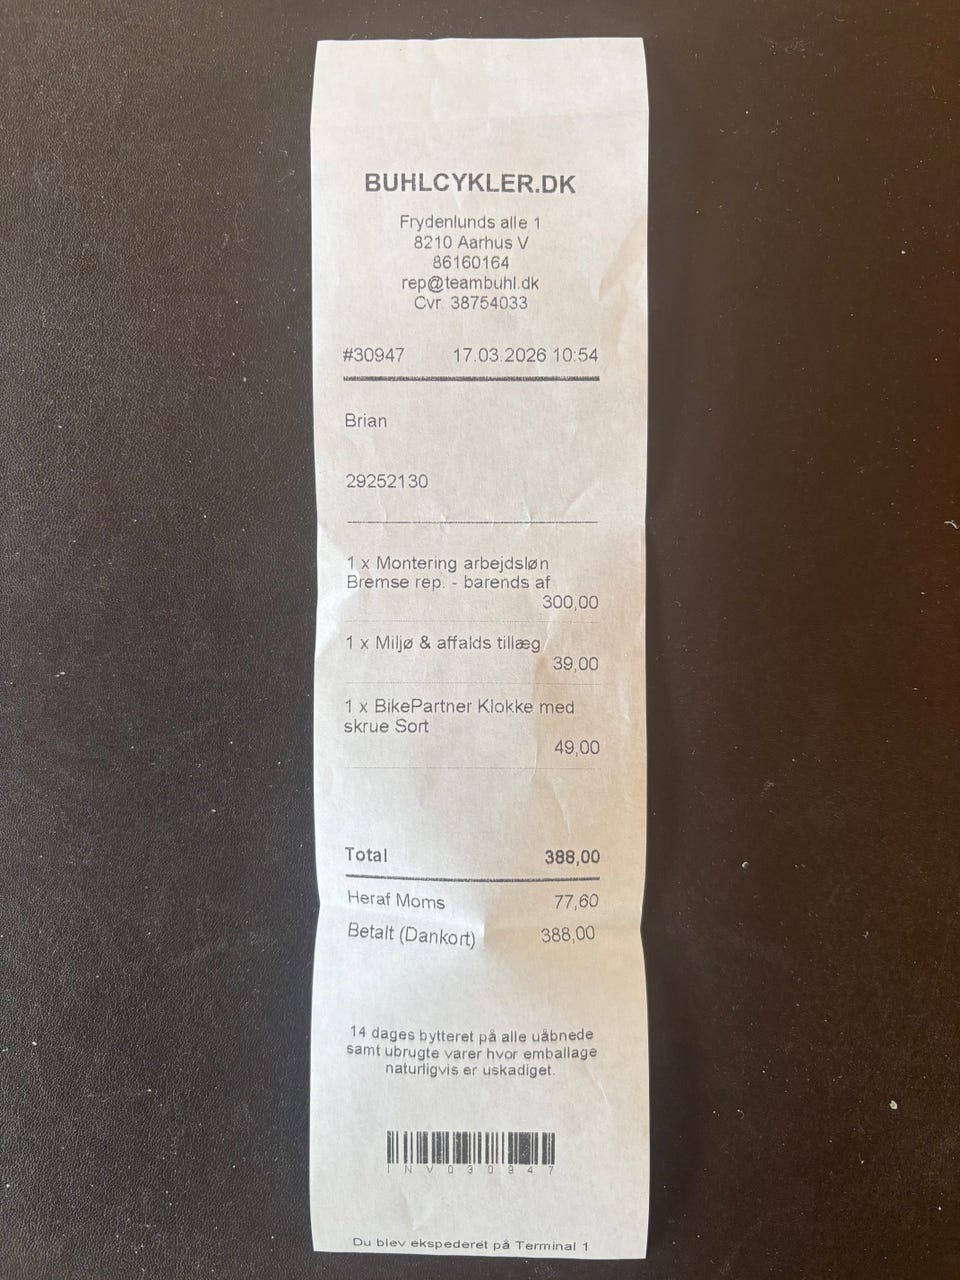 BUHLCYKLER.DK
Frydenlunds alle 1
8210 Aarhus V
86160164
rep@teambuhl.dk
Cvr. 38754033
#30947 17.03.2026 10:54
Brian
29252130
1 x Montering arbejdsløn
Bremse rep. - barends af
300,00
1 x Miljø & affalds tillæg
39,00
1 x BikePartner Klokke med
skrue Sort
49,00
Total 388,00
Heraf Moms 77,60
Betalt (Dankort) 388,00
14 dages bytteret på alle uåbnede
samt ubrugte varer hvor emballage
naturligvis er uskadiget.
INV030947
Du blev ekspederet på Terminal 1